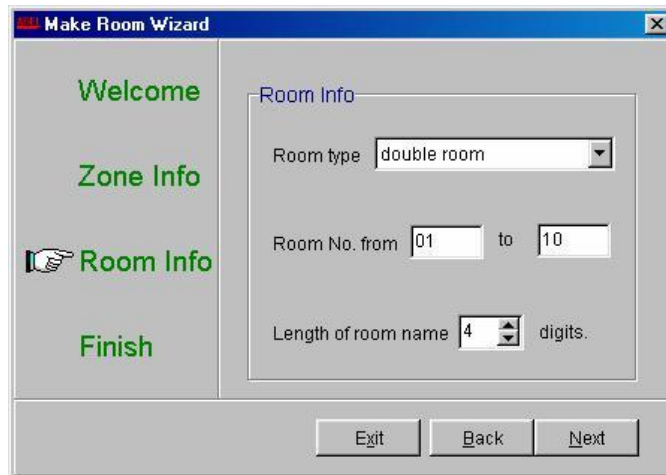 Make Room Wizard
Welcome
Zone Info
Room Info
Finish
Room Info
Room type double room
Room No. from 01 to 10
Length of room name 4 digits.
Exit Back Next